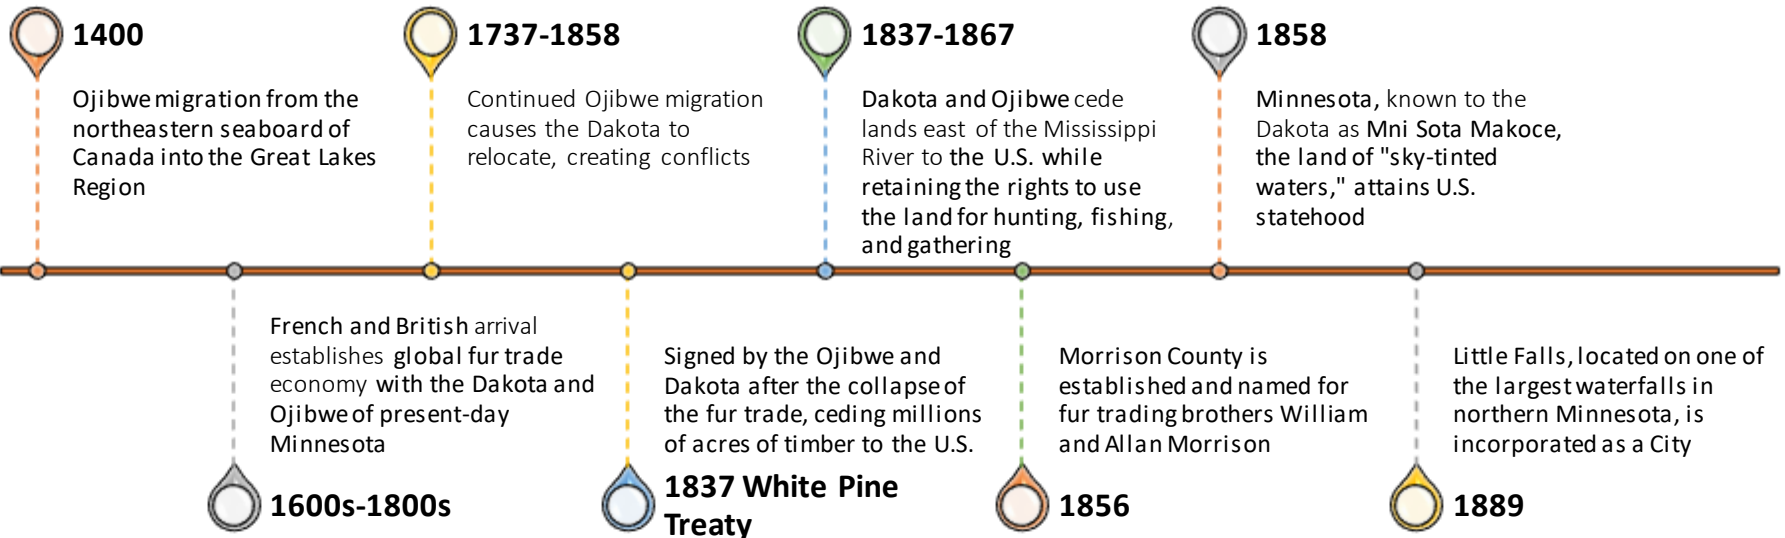 1400
Ojibwe migration from the
northeastern seaboard of
Canada into the Great Lakes
Region
1600s-1800s
French and British arrival
establishes global fur trade
economy with the Dakota and
Ojibwe of present-day
Minnesota
1737-1858
Continued Ojibwe migration
causes the Dakota to
relocate, creating conflicts
1837 White Pine
Treaty
Signed by the Ojibwe and
Dakota after the collapse of
the fur trade, ceding millions
of acres of timber to the U.S.
1837-1867
Dakota and Ojibwe cede
lands east of the Mississippi
River to the U.S. while
retaining the rights to use
the land for hunting, fishing,
and gathering
1856
Morrison County is
established and named for
fur trading brothers William
and Allan Morrison
1858
Minnesota, known to the
Dakota as Mni Sota Makoce,
the land of "sky-tinted
waters," attains U.S.
statehood
1889
Little Falls, located on one of
the largest waterfalls in
northern Minnesota, is
incorporated as a City